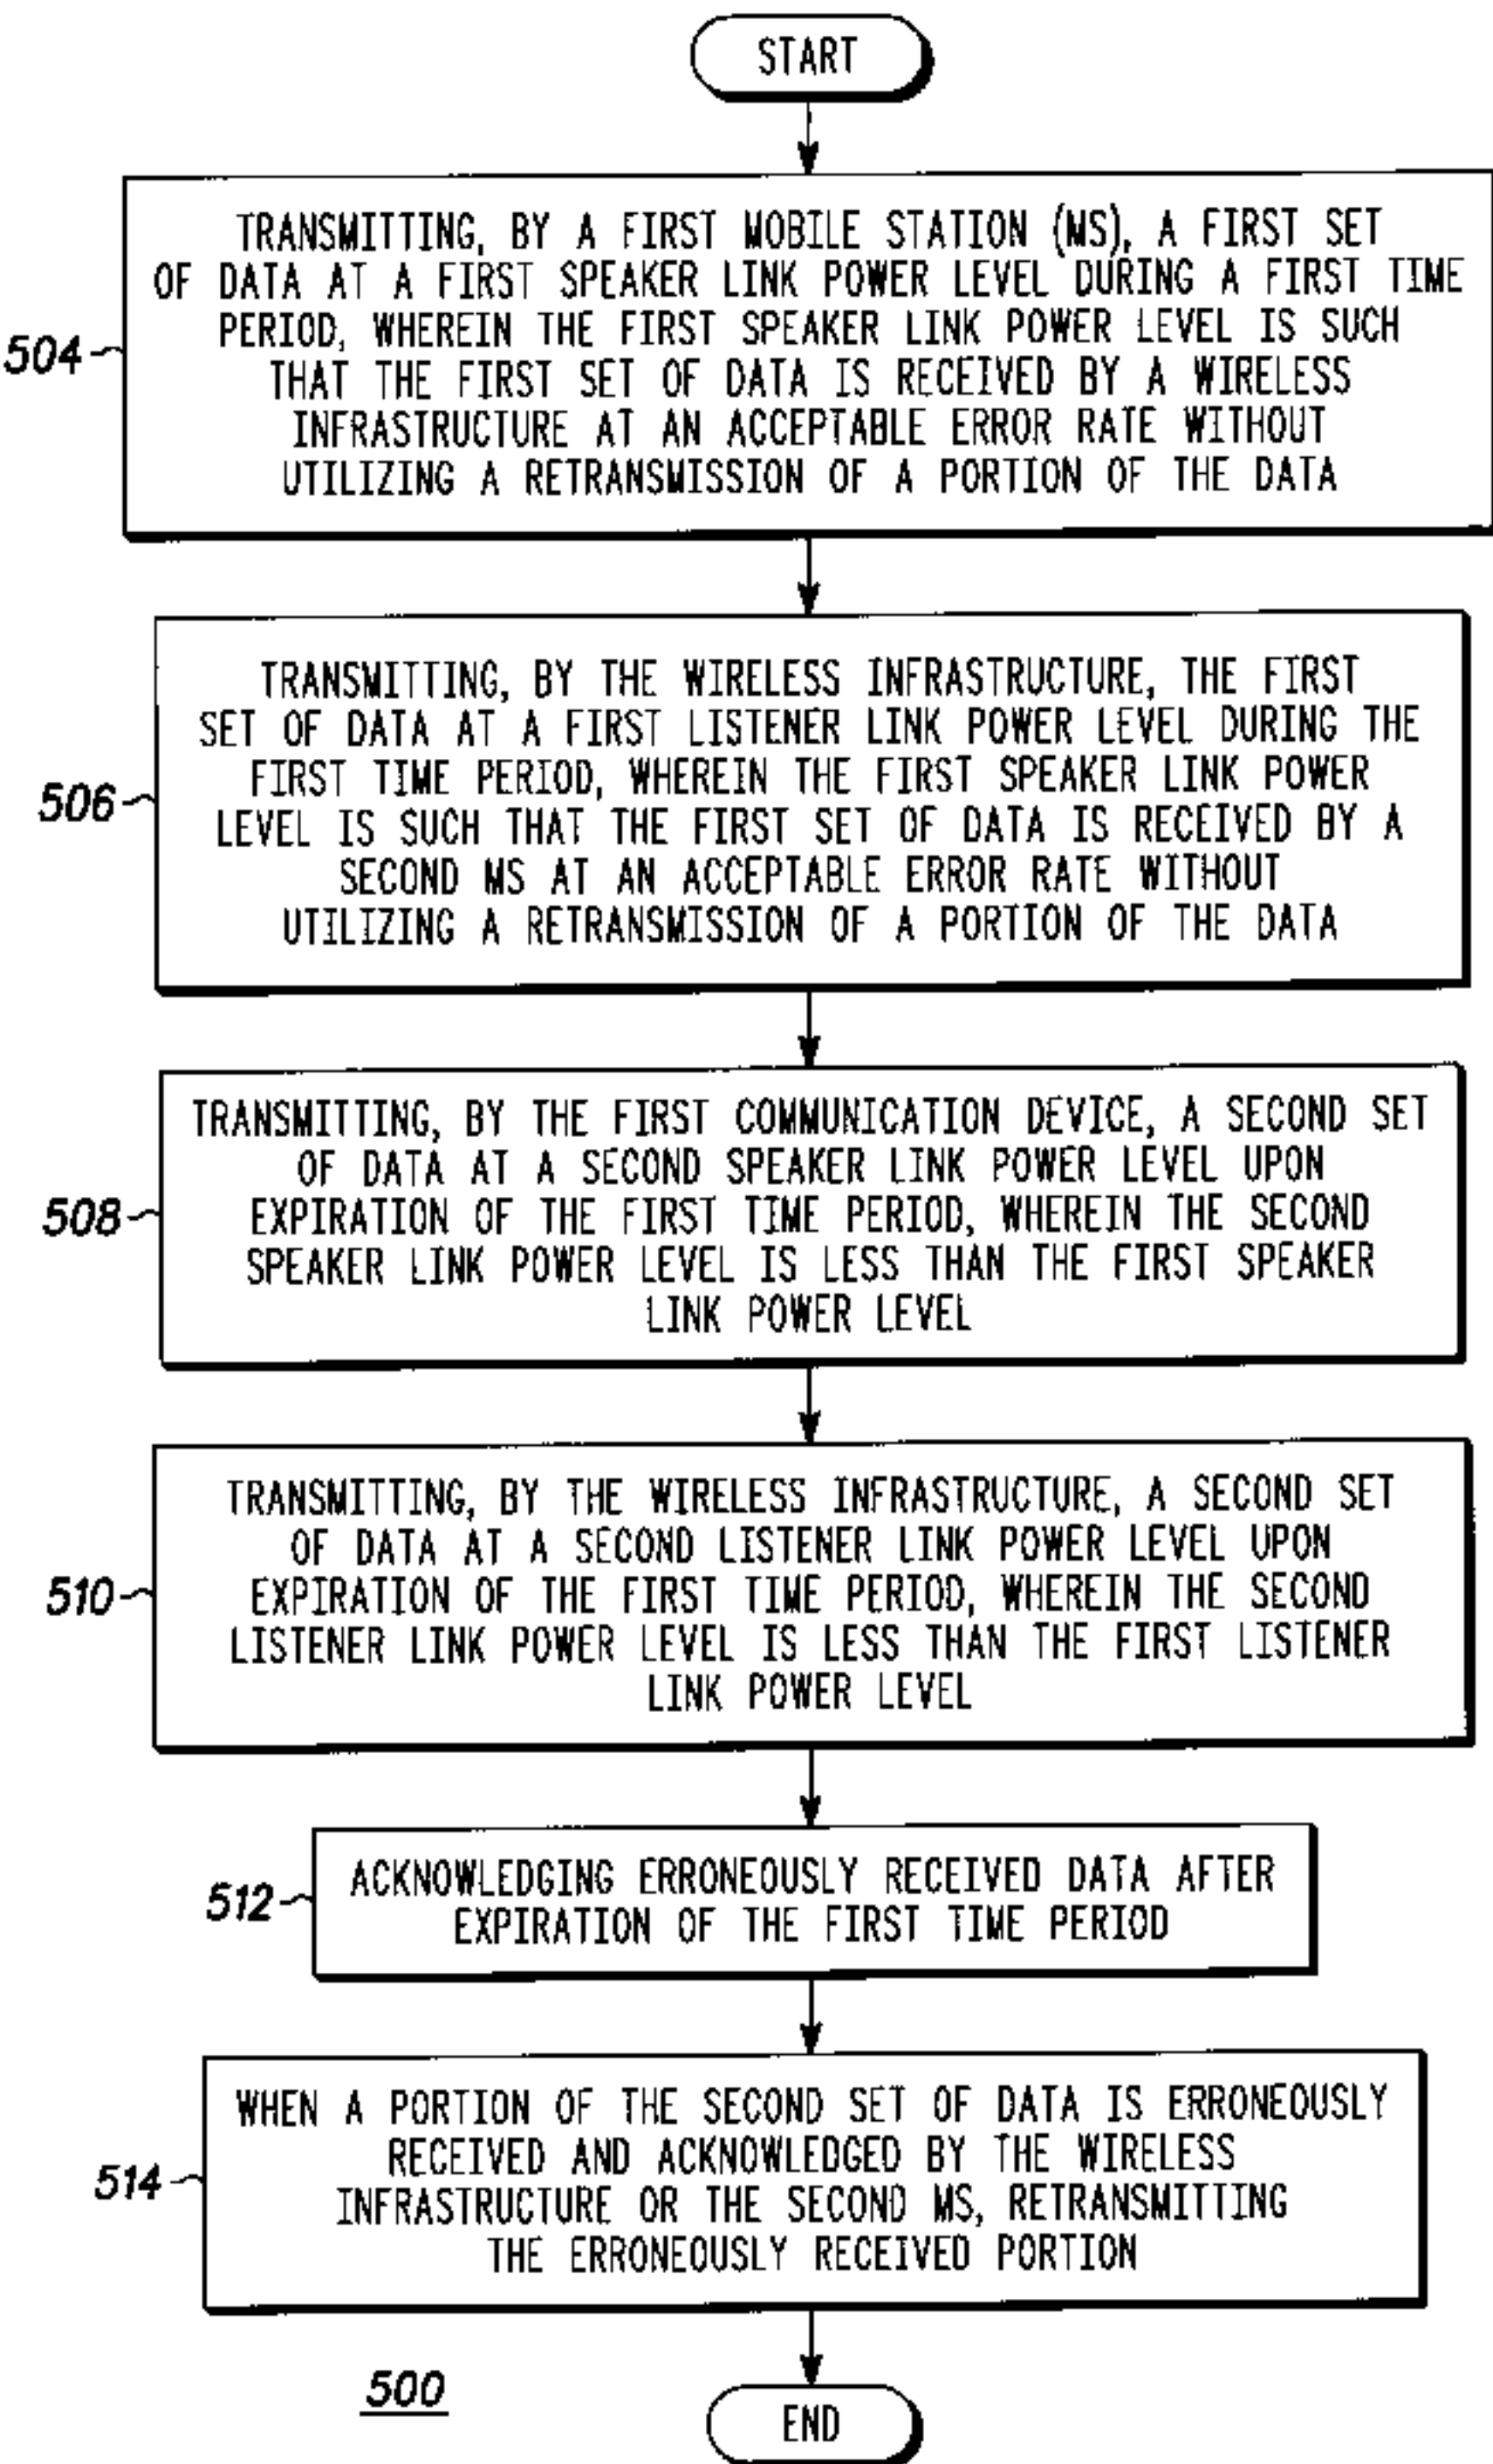 START
TRANSMITTING, BY A FIRST MOBILE STATION (MS), A FIRST SET
OF DATA AT A FIRST SPEAKER LINK POWER LEVEL DURING A FIRST TIME
PERIOD, WHEREIN THE FIRST SPEAKER LINK POWER LEVEL IS SUCH
504
THAT THE FIRST SET OF DATA IS RECEIVED BY A WIRELESS
INFRASTRUCTURE AT AN ACCEPTABLE ERROR RATE WITHOUT
UTILIZING A RETRANSMISSION OF A PORTION OF THE DATA
TRANSMITTING, BY THE WIRELESS INFRASTRUCTURE, THE FIRST
SET OF DATA AT A FIRST LISTENER LINK POWER LEVEL DURING THE
FIRST TIME PERIOD, WHEREIN THE FIRST SPEAKER LINK POWER
506
LEVEL IS SUCH THAT THE FIRST SET OF DATA IS RECEIVED BY A
SECOND MS AT AN ACCEPTABLE ERROR RATE WITHOUT
UTILIZING A RETRANSMISSION OF A PORTION OF THE DATA
TRANSMITTING, BY THE FIRST COMMUNICATION DEVICE, A SECOND SET
OF DATA AT A SECOND SPEAKER LINK POWER LEVEL UPON
508
EXPIRATION OF THE FIRST TIME PERIOD, WHEREIN THE SECOND
SPEAKER LINK POWER LEVEL IS LESS THAN THE FIRST SPEAKER
LINK POWER LEVEL
TRANSMITTING, BY THE WIRELESS INFRASTRUCTURE, A SECOND SET
OF DATA AT A SECOND LISTENER LINK POWER LEVEL UPON
510
EXPIRATION OF THE FIRST TIME PERIOD, WHEREIN THE SECOND
LISTENER LINK POWER LEVEL IS LESS THAN THE FIRST LISTENER
LINK POWER LEVEL
512
ACKNOWLEDGING ERRONEOUSLY RECEIVED DATA AFTER
EXPIRATION OF THE FIRST TIME PERIOD
WHEN A PORTION OF THE SECOND SET OF DATA IS ERRONEOUSLY
RECEIVED AND ACKNOWLEDGED BY THE WIRELESS
514
INFRASTRUCTURE OR THE SECOND MS, RETRANSMITTING
THE ERRONEOUSLY RECEIVED PORTION
500
END